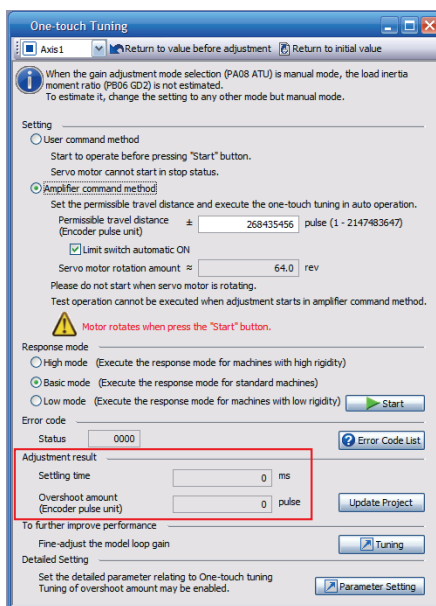 One-touch Tuning
Axis1 Return to value before adjustment Return to initial value
When the gain adjustment mode selection (PA08 ATU) is manual mode, the load inertia
moment ratio (PB06 GD2) is not estimated.
To estimate it, change the setting to any other mode but manual mode.
Setting
User command method
Start to operate before pressing "Start" button.
Servo motor cannot start in stop status.
Amplifier command method
Set the permissible travel distance and execute the one-touch tuning in auto operation.
Permissible travel distance
(Encoder pulse unit)
± 268435456 pulse (1 - 2147483647)
Limit switch automatic ON
Servo motor rotation amount ≈ 64.0 rev
Please do not start when servo motor is rotating.
Test operation cannot be executed when adjustment starts in amplifier command method.
Motor rotates when press the "Start" button.
Response mode
High mode (Execute the response mode for machines with high rigidity)
Basic mode (Execute the response mode for standard machines)
Low mode (Execute the response mode for machines with low rigidity) Start
Error code
Status 0000 Error Code List
Adjustment result
Settling time 0 ms
Overshoot amount
(Encoder pulse unit)
0 pulse Update Project
To further improve performance
Fine-adjust the model loop gain Tuning
Detailed Setting
Set the detailed parameter relating to One-touch tuning
Tuning of overshoot amount may be enabled.
Parameter Setting